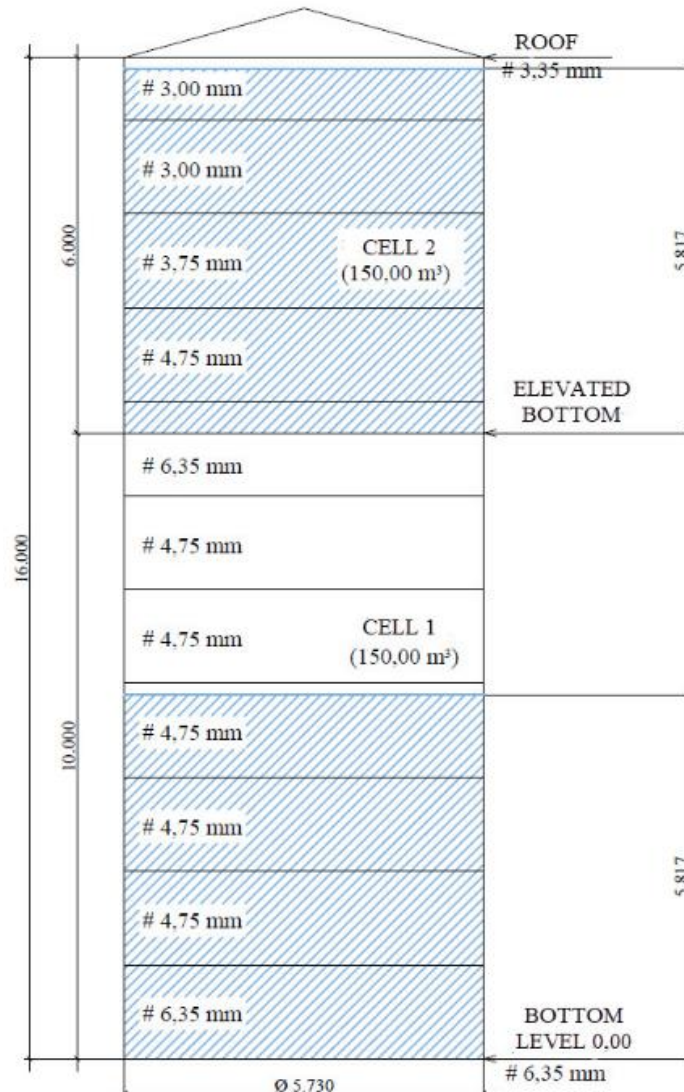 ROOF
# 3,35 mm
# 3,00 mm
# 3,00 mm
CELL 2
(150,00 m³)
# 3,75 mm
6.000
5.817
# 4,75 mm
ELEVATED
BOTTOM
# 6,35 mm
# 4,75 mm
16.000
CELL 1
(150,00 m³)
# 4,75 mm
# 4,75 mm
10.000
# 4,75 mm
5.817
# 4,75 mm
# 6,35 mm
BOTTOM
LEVEL 0,00
# 6,35 mm
Ø 5.730